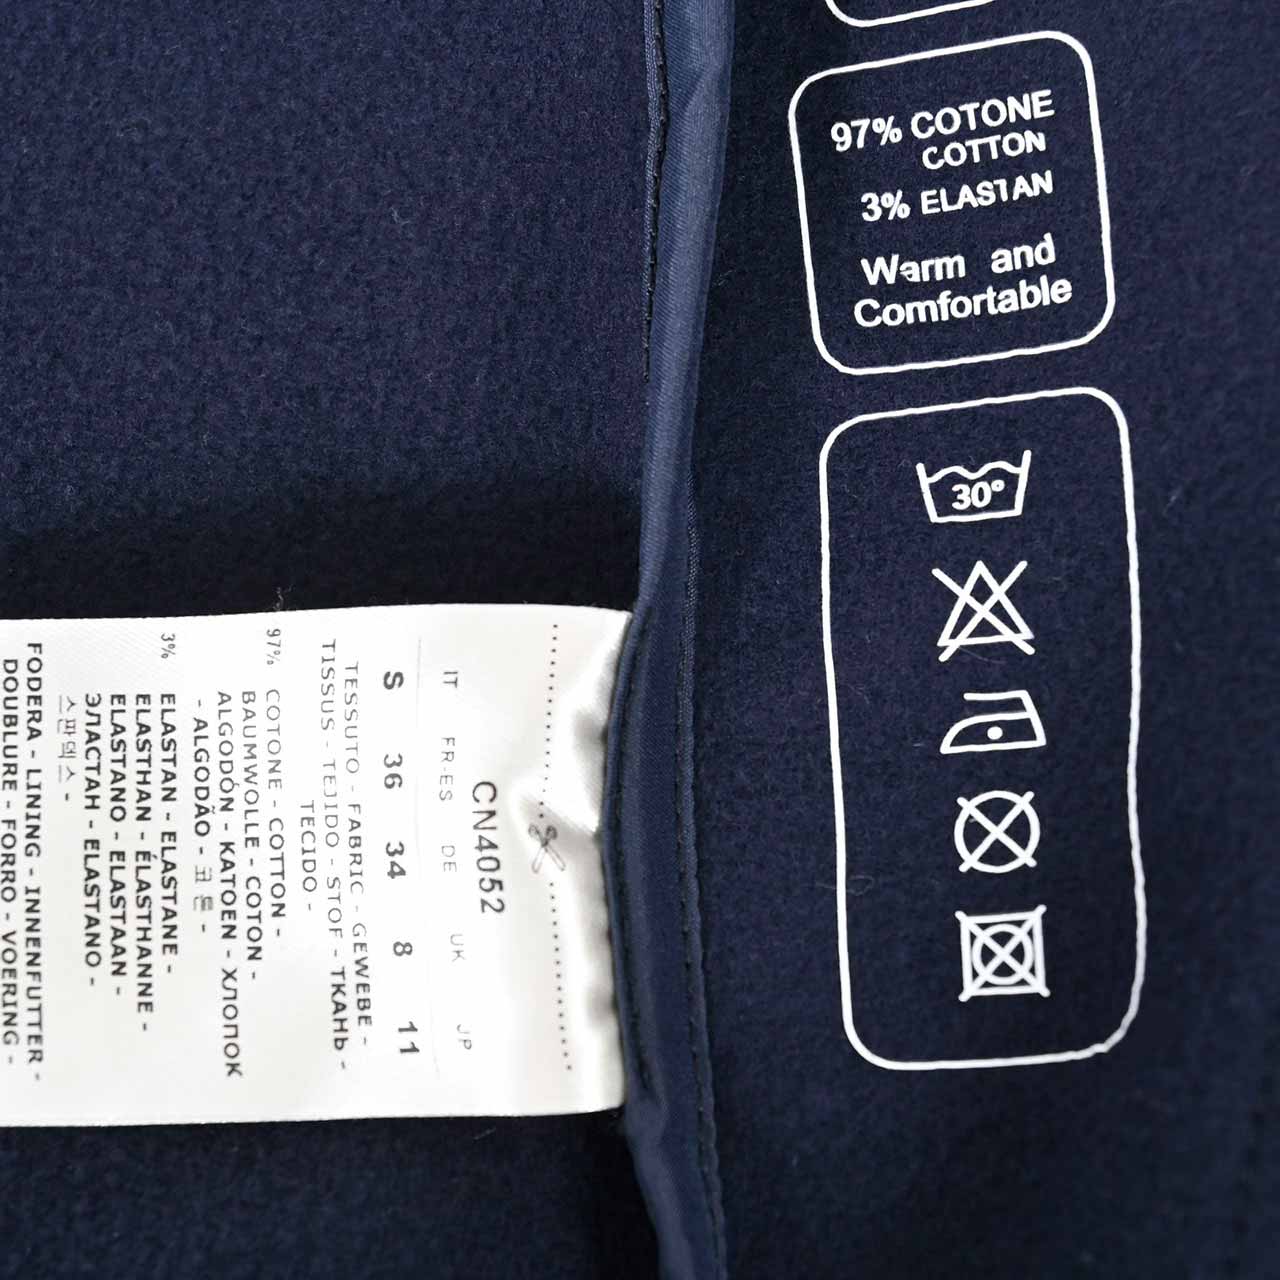 97% COTONE
COTTON
3% ELASTAN
Warm and
Comfortable
30°
CN4052
IT FR-ES DE UK JP
S 36 34 8 11
TESSUTO - FABRIC - GEWEBE -
TISSUS - TEJIDO - STOF - ТКАНЬ -
TECIDO -
97% COTONE - COTTON -
BAUMWOLLE - COTON -
ALGODÓN - KATOEN - ХЛОПОК
- ALGODÃO - 코튼 -
3% ELASTAN - ELASTANE -
ELASTHAN - ÉLASTHANNE -
ELASTANO - ELASTAAN -
ЭЛАСТАН - ELASTANO -
스판덱스 -
FODERA - LINING - INNENFUTTER -
DOUBLURE - FORRO - VOERING -